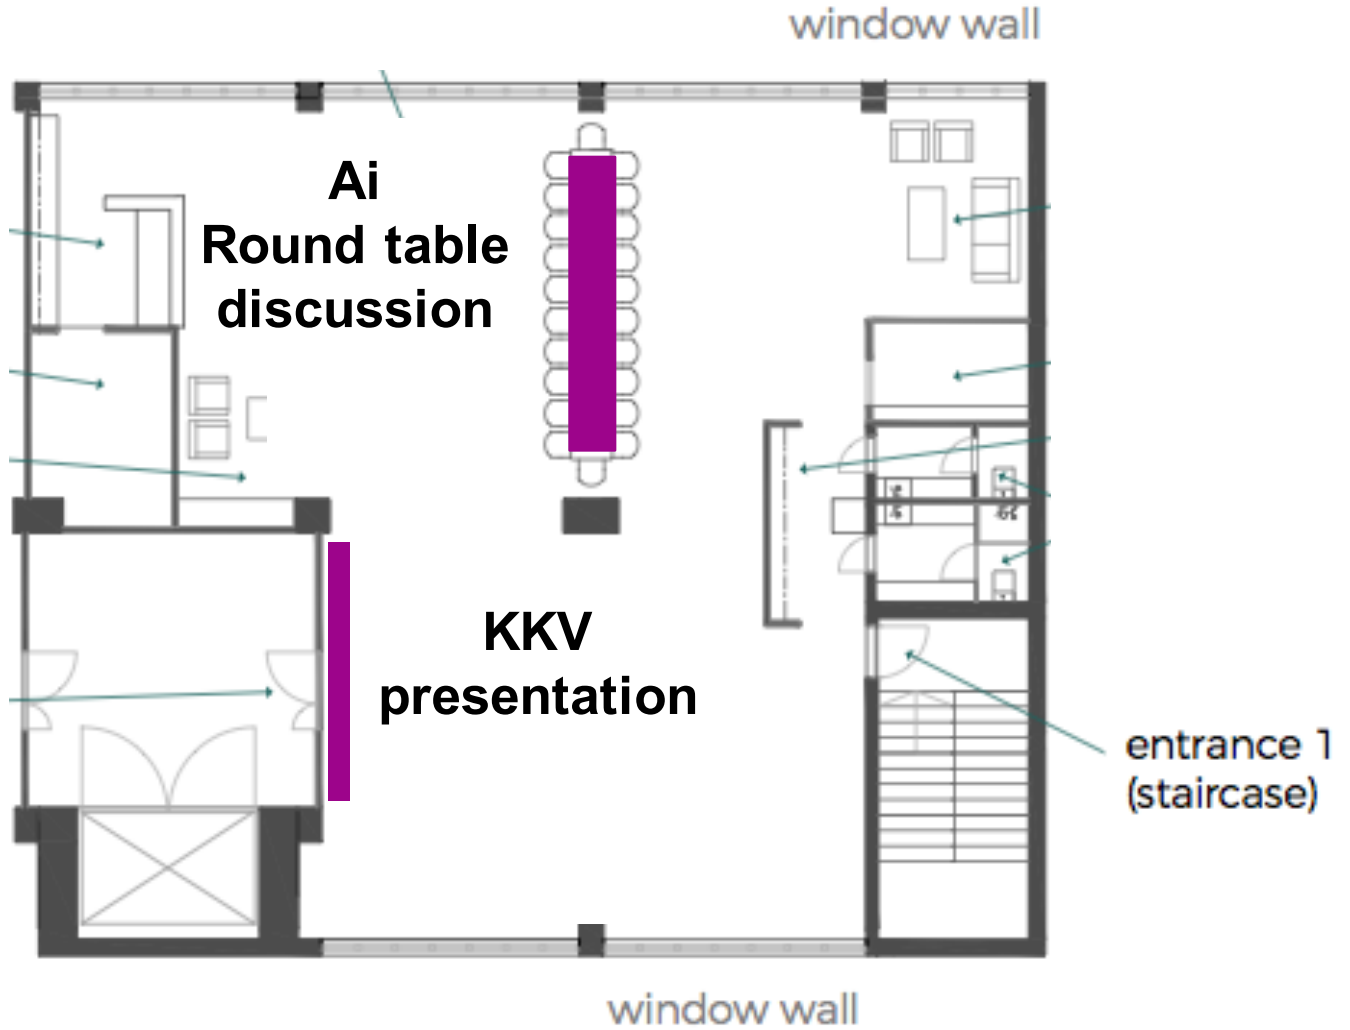 window wall
Ai
Round table
discussion
KKV
presentation
entrance 1
(staircase)
window wall